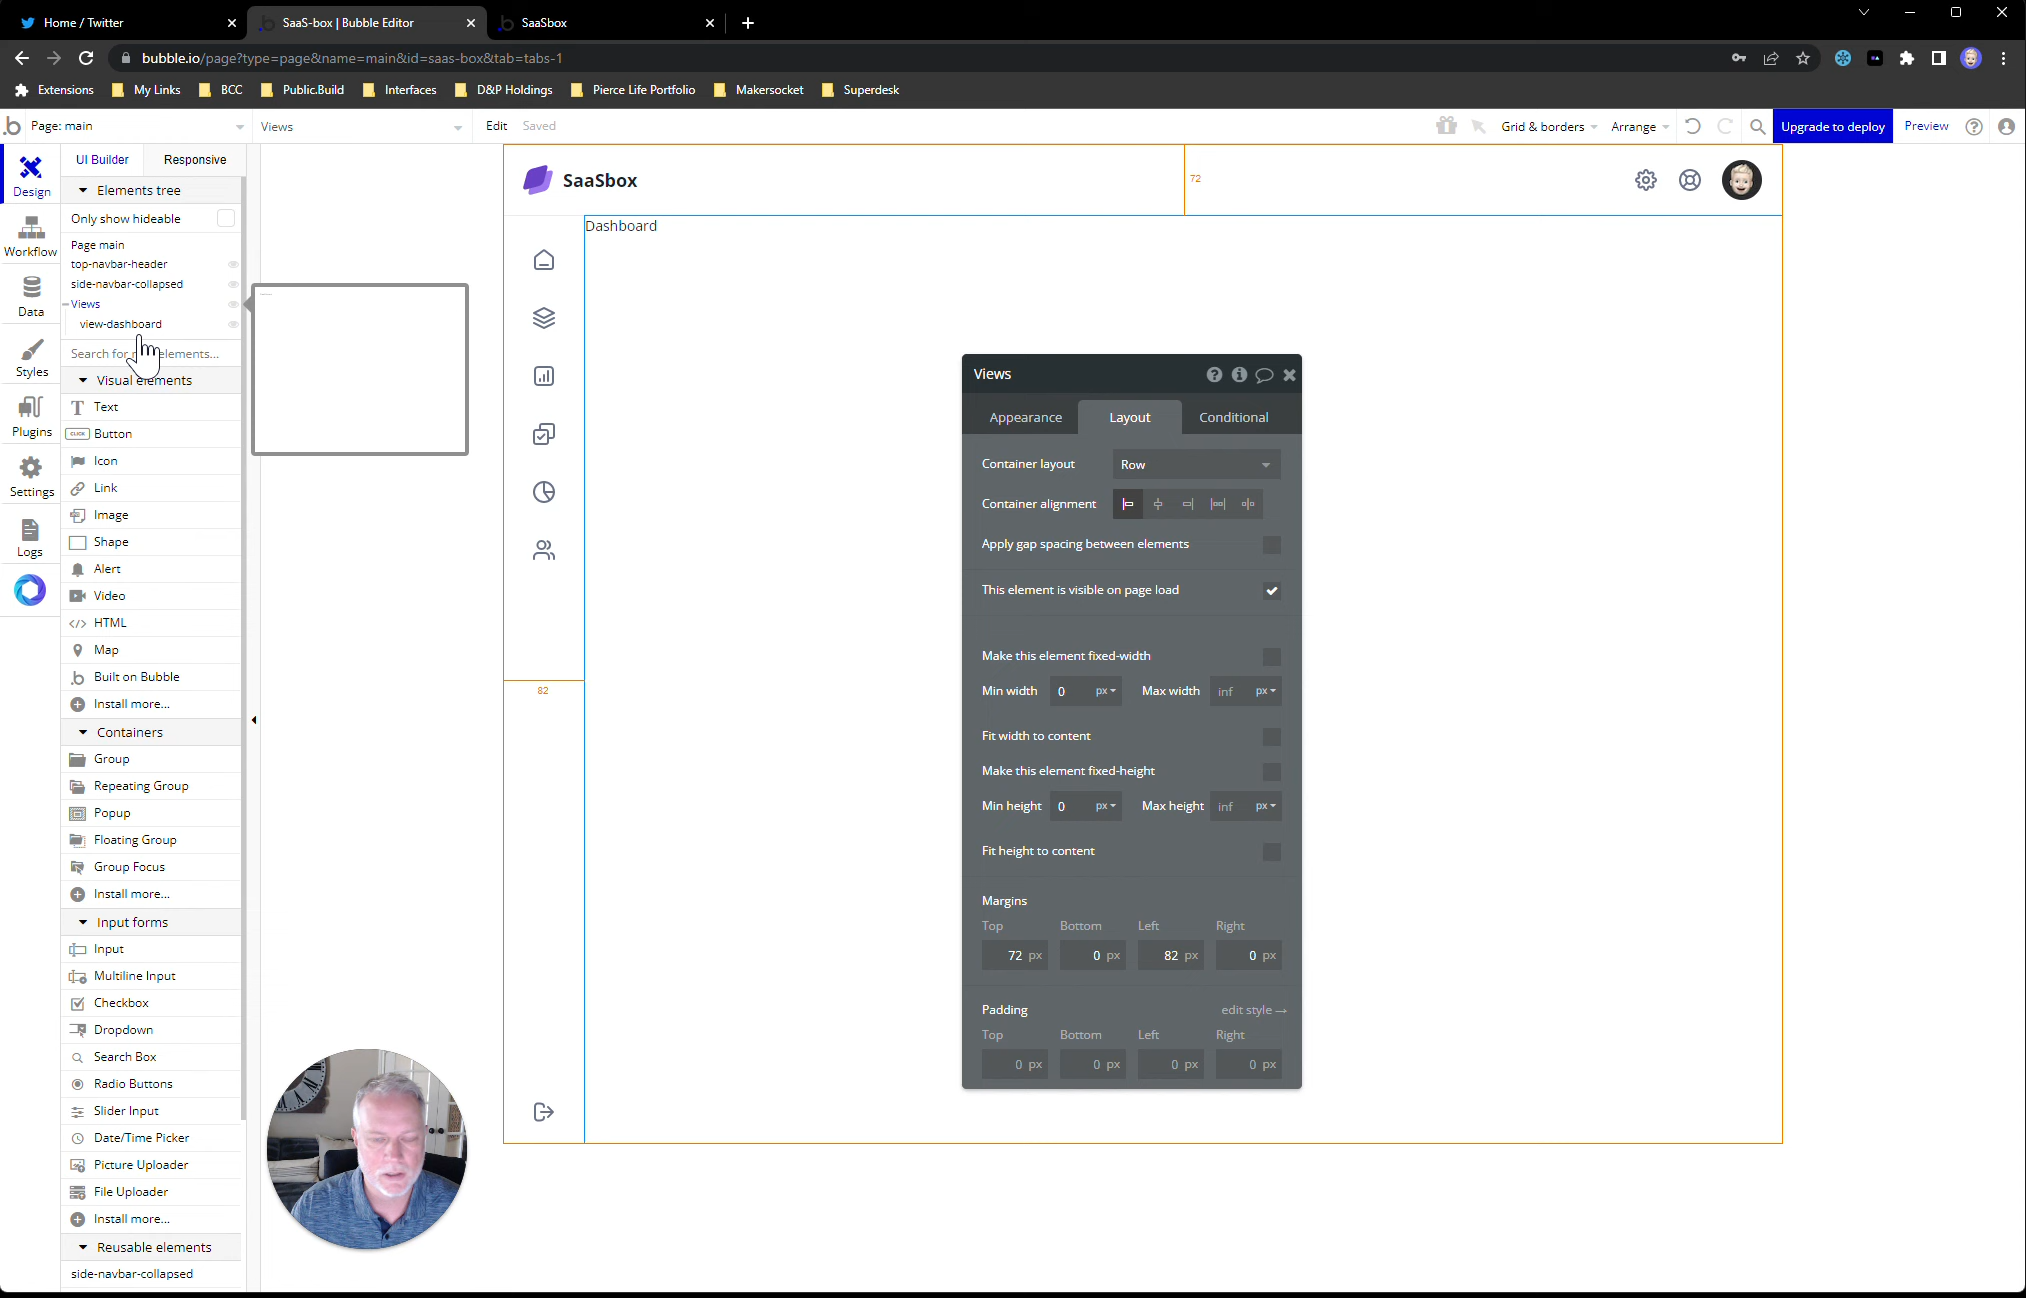 Home / Twitter
SaaS-box | Bubble Editor
SaaSbox
bubble.io/page?type=page&name=main&id=saas-box&tab=tabs-1
Extensions
My Links
BCC
Public.Build
Interfaces
D&P Holdings
Pierce Life Portfolio
Makersocket
Superdesk
Page: main
Views
Edit
Saved
Grid & borders
Arrange
Upgrade to deploy
Preview
Design
Workflow
Data
Styles
Plugins
Settings
Logs
UI Builder
Responsive
Elements tree
Only show hideable
Page main
top-navbar-header
side-navbar-collapsed
Views
view-dashboard
Search for elements...
Visual elements
Text
CLICK
Button
Icon
Link
Image
Shape
Alert
Video
</> HTML
Map
Built on Bubble
Install more...
Containers
Group
Repeating Group
Popup
Floating Group
Group Focus
Install more...
Input forms
Input
Multiline Input
Checkbox
Dropdown
Search Box
Radio Buttons
Slider Input
Date/Time Picker
Picture Uploader
File Uploader
Install more...
Reusable elements
side-navbar-collapsed
SaaSbox
72
Dashboard
82
Views
Appearance
Layout
Conditional
Container layout
Row
Container alignment
Apply gap spacing between elements
This element is visible on page load
Make this element fixed-width
Min width 0 px Max width inf px
Fit width to content
Make this element fixed-height
Min height 0 px Max height inf px
Fit height to content
Margins
Top Bottom Left Right
72 px 0 px 82 px 0 px
Padding edit style →
Top Bottom Left Right
0 px 0 px 0 px 0 px